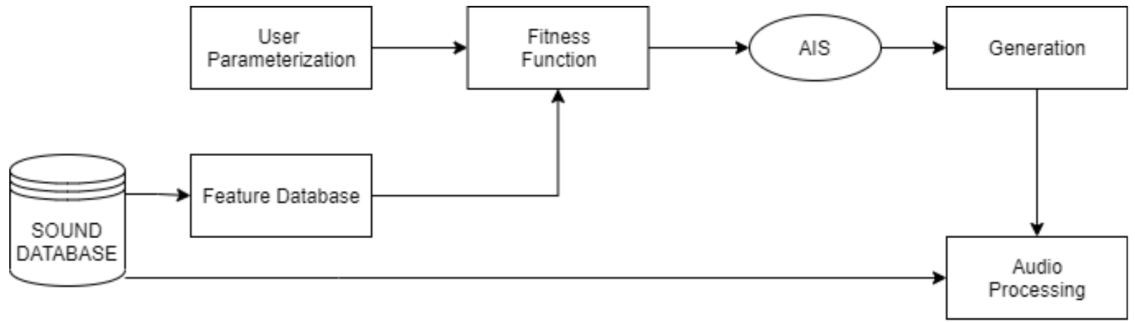 User
Parameterization
Fitness
Function
AIS
Generation
Feature Database
SOUND
DATABASE
Audio
Processing